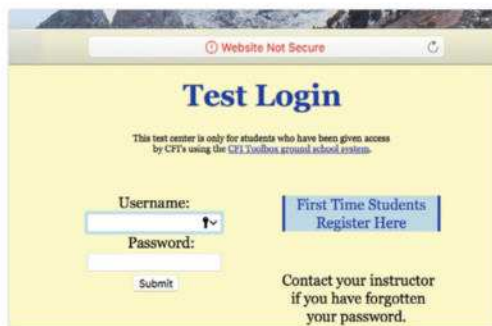 Website Not Secure
Test Login
This test center is only for students who have been given access
by CFI's using the CFI Toolbox ground school system.
Username:
Password:
Submit
First Time Students
Register Here
Contact your instructor
if you have forgotten
your password.